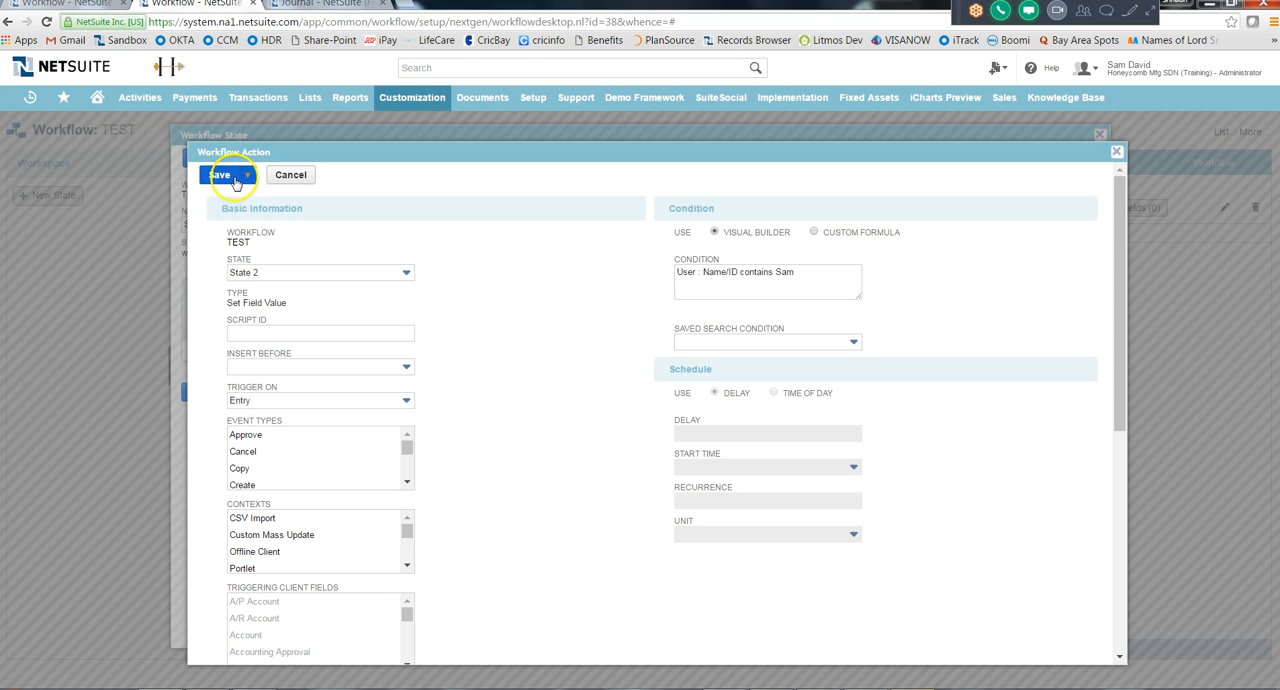 Workflow - NetSuite
Workflow - NetSuite
Journal - NetSuite (
NetSuite Inc. [US] https://system.na1.netsuite.com/app/common/workflow/setup/nextgen/workflowdesktop.nl?id=38&whence=#
Apps Gmail Sandbox OKTA CCM HDR Share-Point iPay LifeCare CricBay cricinfo Benefits PlanSource Records Browser Litmos Dev VISANOW iTrack Boomi Bay Area Spots Names of Lord »
NETSUITE
Search
Help
Sam David
Honeycomb Mfg SDN (Training) - Administrator
Activities Payments Transactions Lists Reports Customization Documents Setup Support Demo Framework SuiteSocial Implementation Fixed Assets iCharts Preview Sales Knowledge Base
Workflow: TEST
List More...
Workspace
+ New State
Workflow State
Workflow Action
Save
Cancel
Basic Information
WORKFLOW
TEST
STATE
State 2
TYPE
Set Field Value
SCRIPT ID
INSERT BEFORE
TRIGGER ON
Entry
EVENT TYPES
Approve
Cancel
Copy
Create
CONTEXTS
CSV Import
Custom Mass Update
Offline Client
Portlet
TRIGGERING CLIENT FIELDS
A/P Account
A/R Account
Account
Accounting Approval
Condition
USE VISUAL BUILDER CUSTOM FORMULA
CONDITION
User : Name/ID contains Sam
SAVED SEARCH CONDITION
Schedule
USE DELAY TIME OF DAY
DELAY
START TIME
RECURRENCE
UNIT